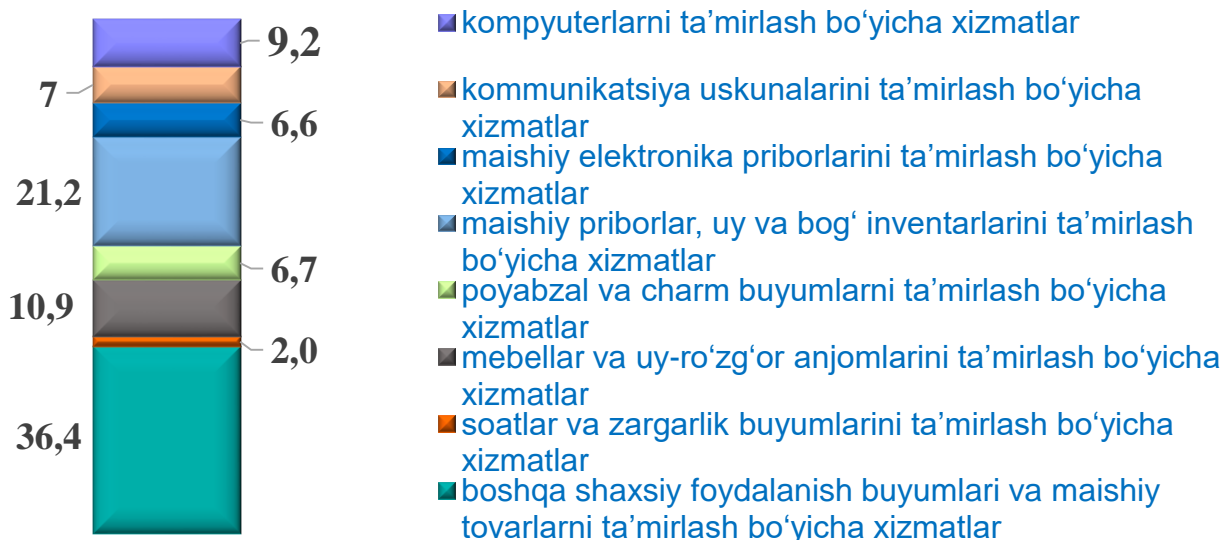 9,2
7
6,6
21,2
6,7
10,9
2,0
36,4
kompyuterlarni ta’mirlash bo‘yicha xizmatlar
kommunikatsiya uskunalarini ta’mirlash bo‘yicha
xizmatlar
maishiy elektronika priborlarini ta’mirlash bo‘yicha
xizmatlar
maishiy priborlar, uy va bog‘ inventarlarini ta’mirlash
bo‘yicha xizmatlar
poyabzal va charm buyumlarni ta’mirlash bo‘yicha
xizmatlar
mebellar va uy-ro‘zg‘or anjomlarini ta’mirlash bo‘yicha
xizmatlar
soatlar va zargarlik buyumlarini ta’mirlash bo‘yicha
xizmatlar
boshqa shaxsiy foydalanish buyumlari va maishiy
tovarlarni ta’mirlash bo‘yicha xizmatlar